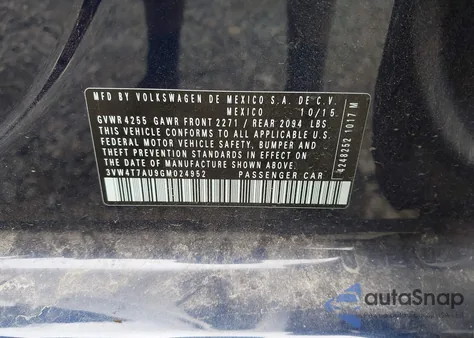 MFD BY VOLKSWAGEN DE MEXICO S.A. DE C.V.
MEXICO 10/15
GVWR4255 GAWR FRONT 2271 / REAR 2094 LBS
THIS VEHICLE CONFORMS TO ALL APPLICABLE U.S.
FEDERAL MOTOR VEHICLE SAFETY, BUMPER AND
THEFT PREVENTION STANDARDS IN EFFECT ON
THE DATE OF MANUFACTURE SHOWN ABOVE.
3VW4T7AU9GM024952 PASSENGER CAR
4248252 1017 M
autaSnap